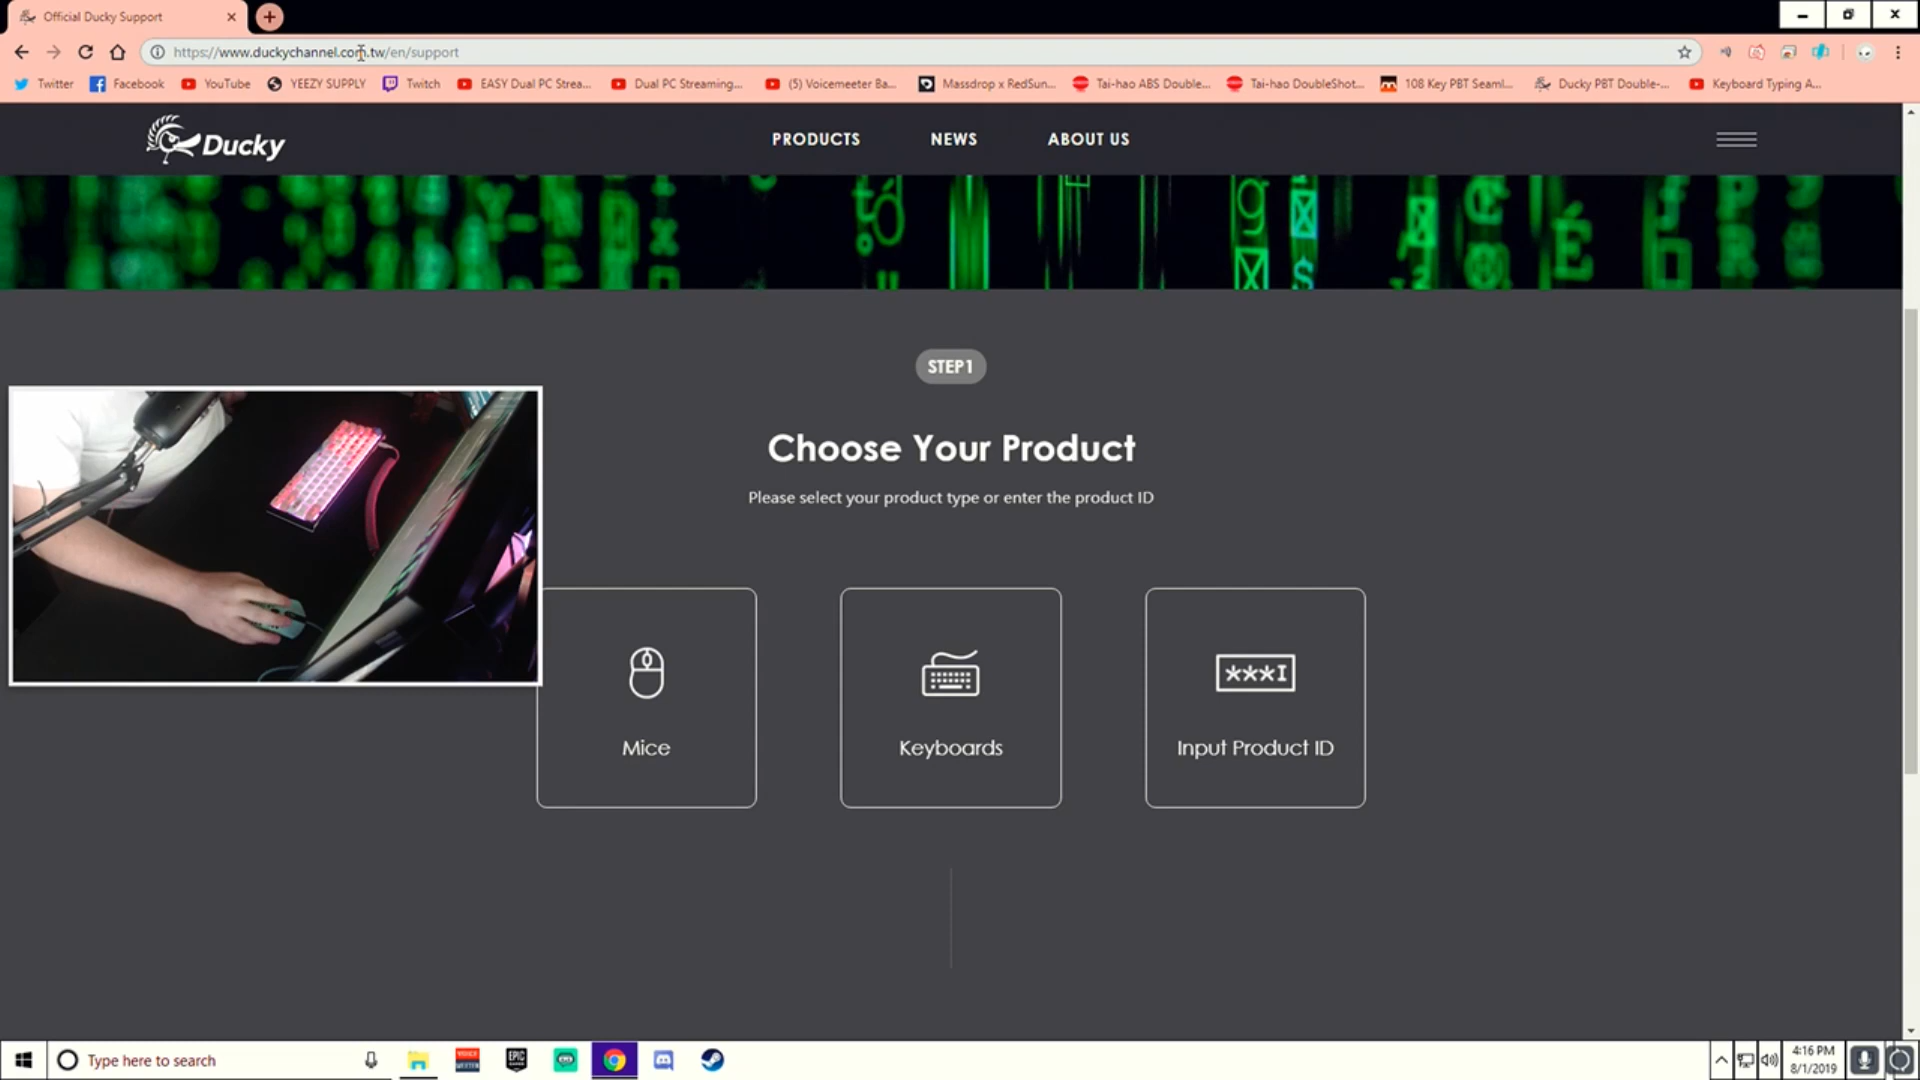 Official Ducky Support
https://www.duckychannel.com.tw/en/support
Twitter
Facebook
YouTube
YEEZY SUPPLY
Twitch
EASY Dual PC Strea...
Dual PC Streaming...
(5) Voicemeeter Ba...
Massdrop x RedSun...
Tai-hao ABS Double...
Tai-hao DoubleShot...
108 Key PBT Seaml...
Ducky PBT Double-...
Keyboard Typing A...
Ducky
PRODUCTS
NEWS
ABOUT US
STEP1
Choose Your Product
Please select your product type or enter the product ID
Mice
Keyboards
***I
Input Product ID
Type here to search
EPIC
4:16 PM
8/1/2019